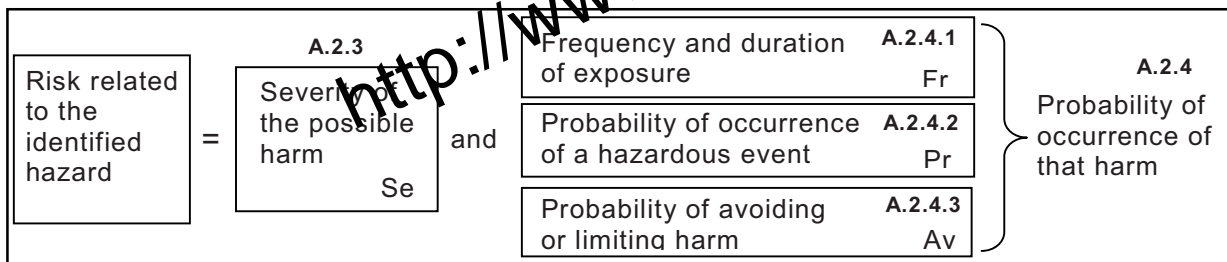 http://ww
Risk related
to the
identified
hazard
=
A.2.3
Severity of
the possible
harm
Se
and
Frequency and duration
of exposure
A.2.4.1
Fr
Probability of occurrence
of a hazardous event
A.2.4.2
Pr
Probability of avoiding
or limiting harm
A.2.4.3
Av
A.2.4
Probability of
occurrence of
that harm